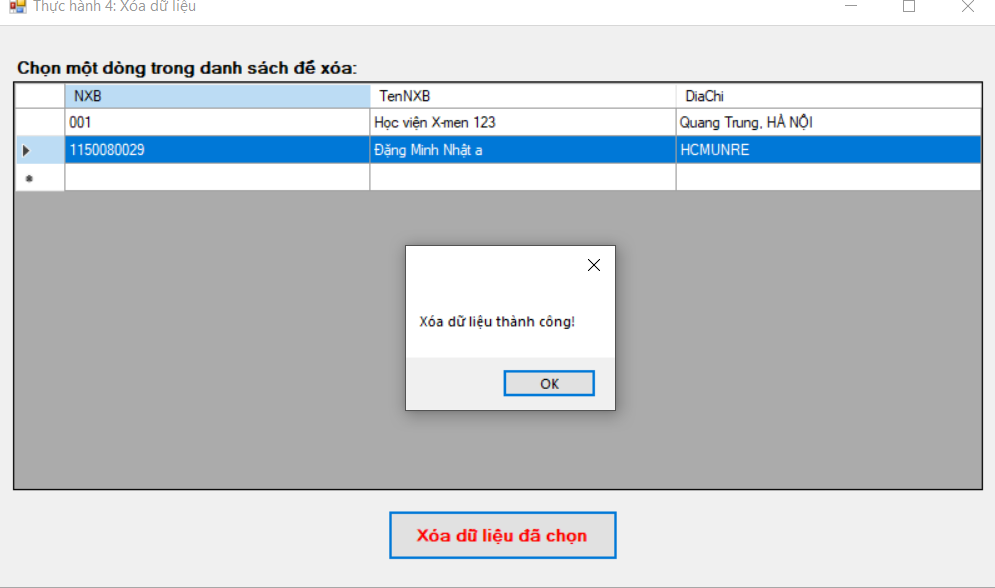 Thực hành 4: Xóa dữ liệu
Chọn một dòng trong danh sách để xóa:
NXB TenNXB DiaChi
001 Học viện X-men 123 Quang Trung, HÀ NỘI
1150080029 Đặng Minh Nhật a HCMUNRE
Xóa dữ liệu thành công!
OK
Xóa dữ liệu đã chọn